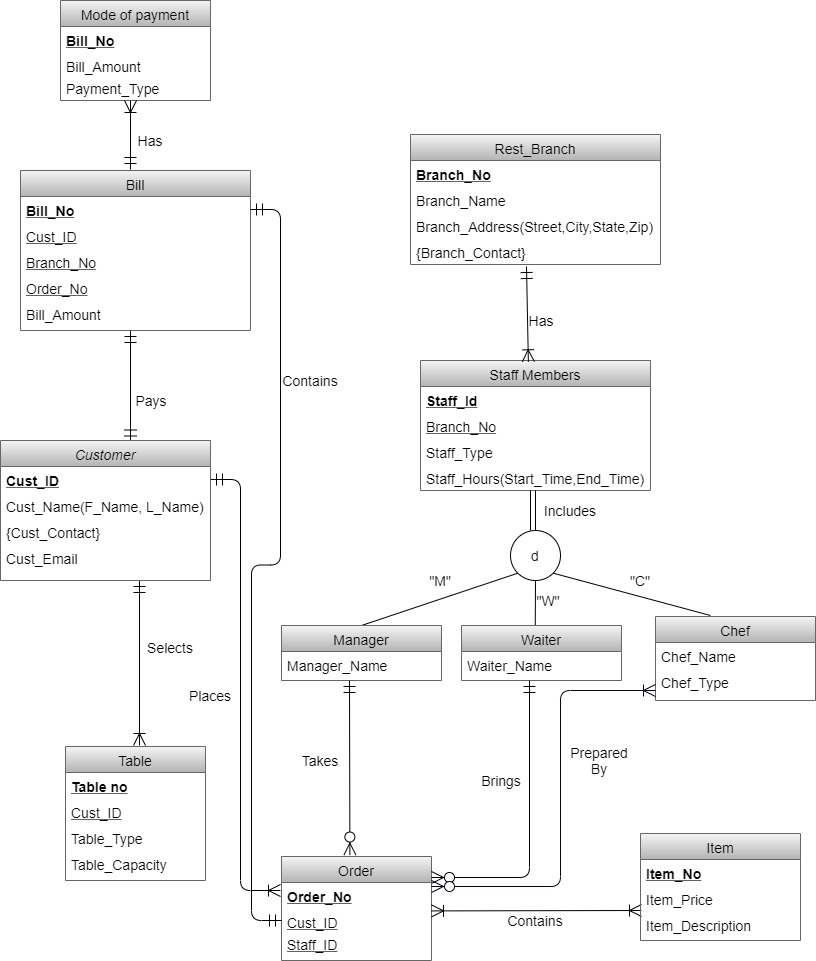 Mode of payment
Bill_No
Bill_Amount
Payment_Type
Has
Bill
Bill_No
Cust_ID
Branch_No
Order_No
Bill_Amount
Rest_Branch
Branch_No
Branch_Name
Branch_Address(Street,City,State,Zip)
{Branch_Contact}
Has
Contains
Pays
Staff Members
Staff_Id
Branch_No
Staff_Type
Staff_Hours(Start_Time,End_Time)
Customer
Cust_ID
Cust_Name(F_Name, L_Name)
{Cust_Contact}
Cust_Email
Includes
d
"M"
"W"
"C"
Manager
Manager_Name
Waiter
Waiter_Name
Chef
Chef_Name
Chef_Type
Selects
Places
Takes
Brings
Prepared
By
Table
Table no
Cust_ID
Table_Type
Table_Capacity
Order
Order_No
Cust_ID
Staff_ID
Contains
Item
Item_No
Item_Price
Item_Description